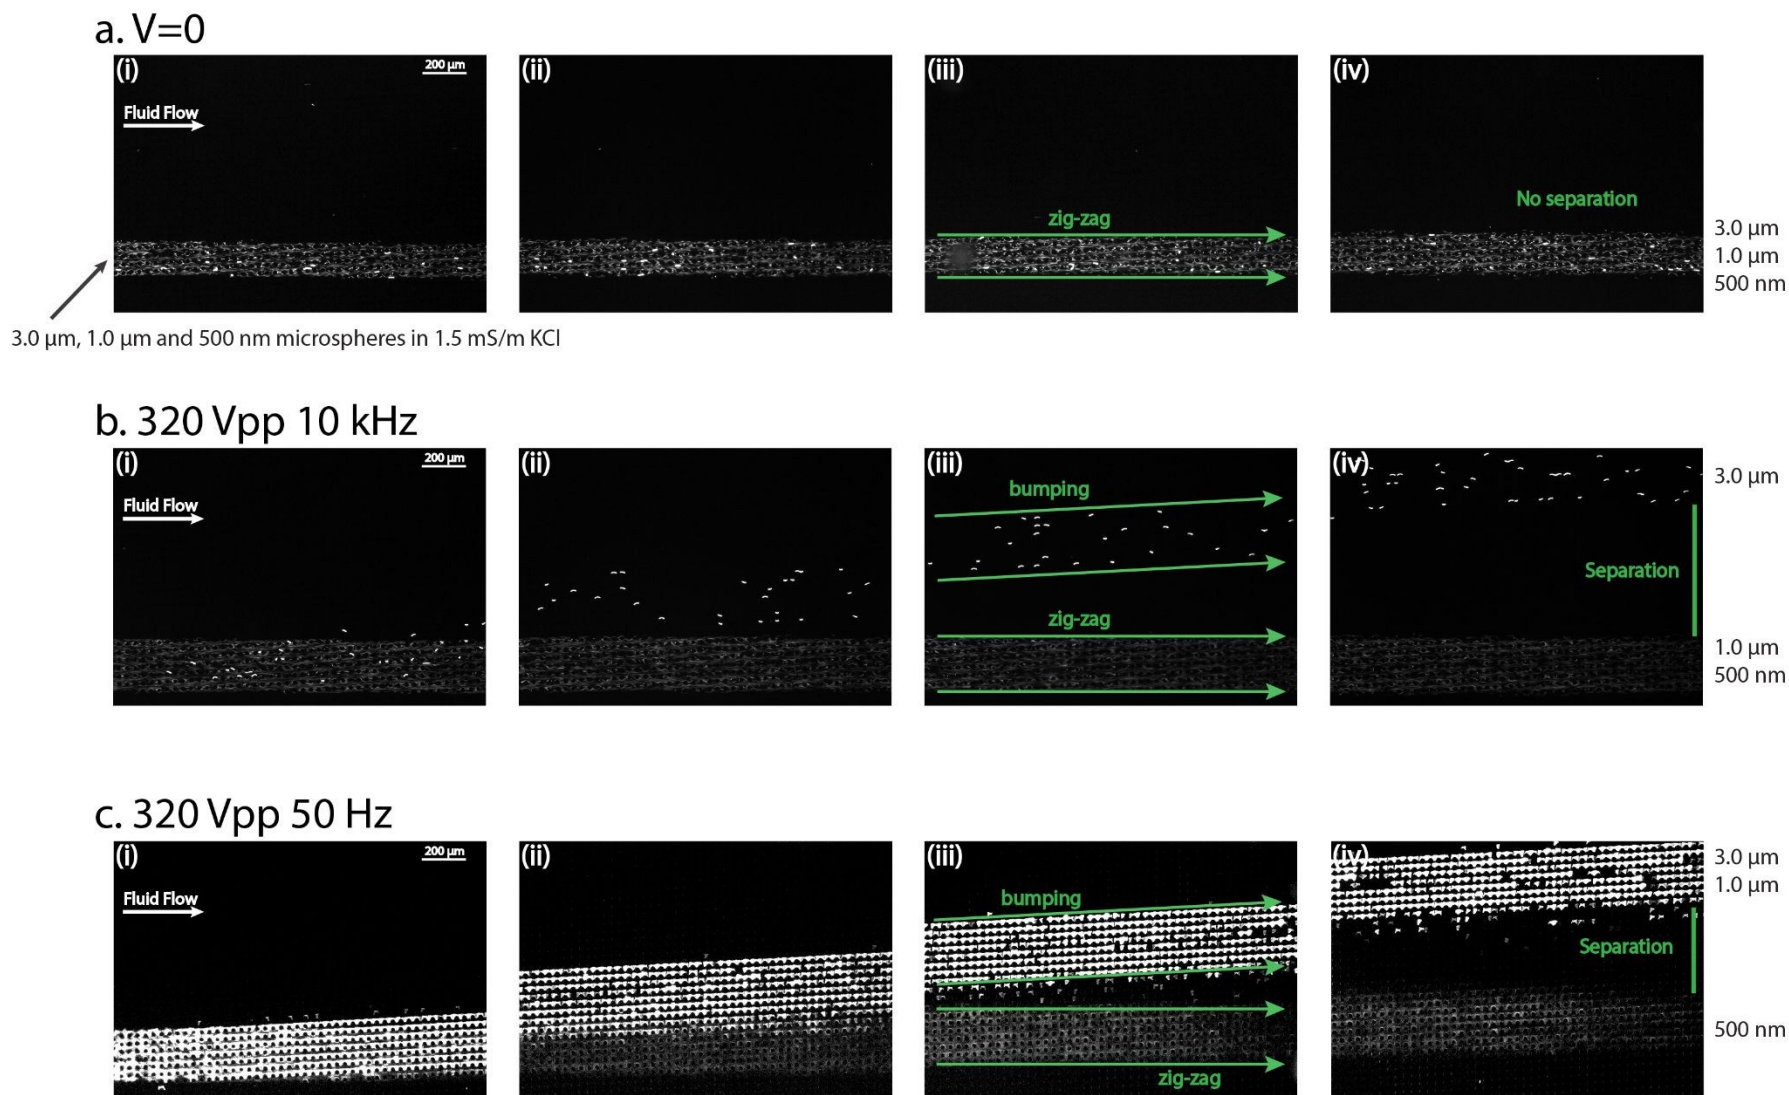 a. V=0
(i)
200 µm
(ii)
(iii)
(iv)
Fluid Flow
zig-zag
No separation
3.0 µm
1.0 µm
500 nm
3.0 µm, 1.0 µm and 500 nm microspheres in 1.5 mS/m KCl
b. 320 Vpp 10 kHz
(i)
200 µm
(ii)
(iii)
(iv)
Fluid Flow
bumping
zig-zag
3.0 µm
Separation
1.0 µm
500 nm
c. 320 Vpp 50 Hz
(i)
200 µm
(ii)
(iii)
(iv)
Fluid Flow
bumping
zig-zag
3.0 µm
1.0 µm
Separation
500 nm